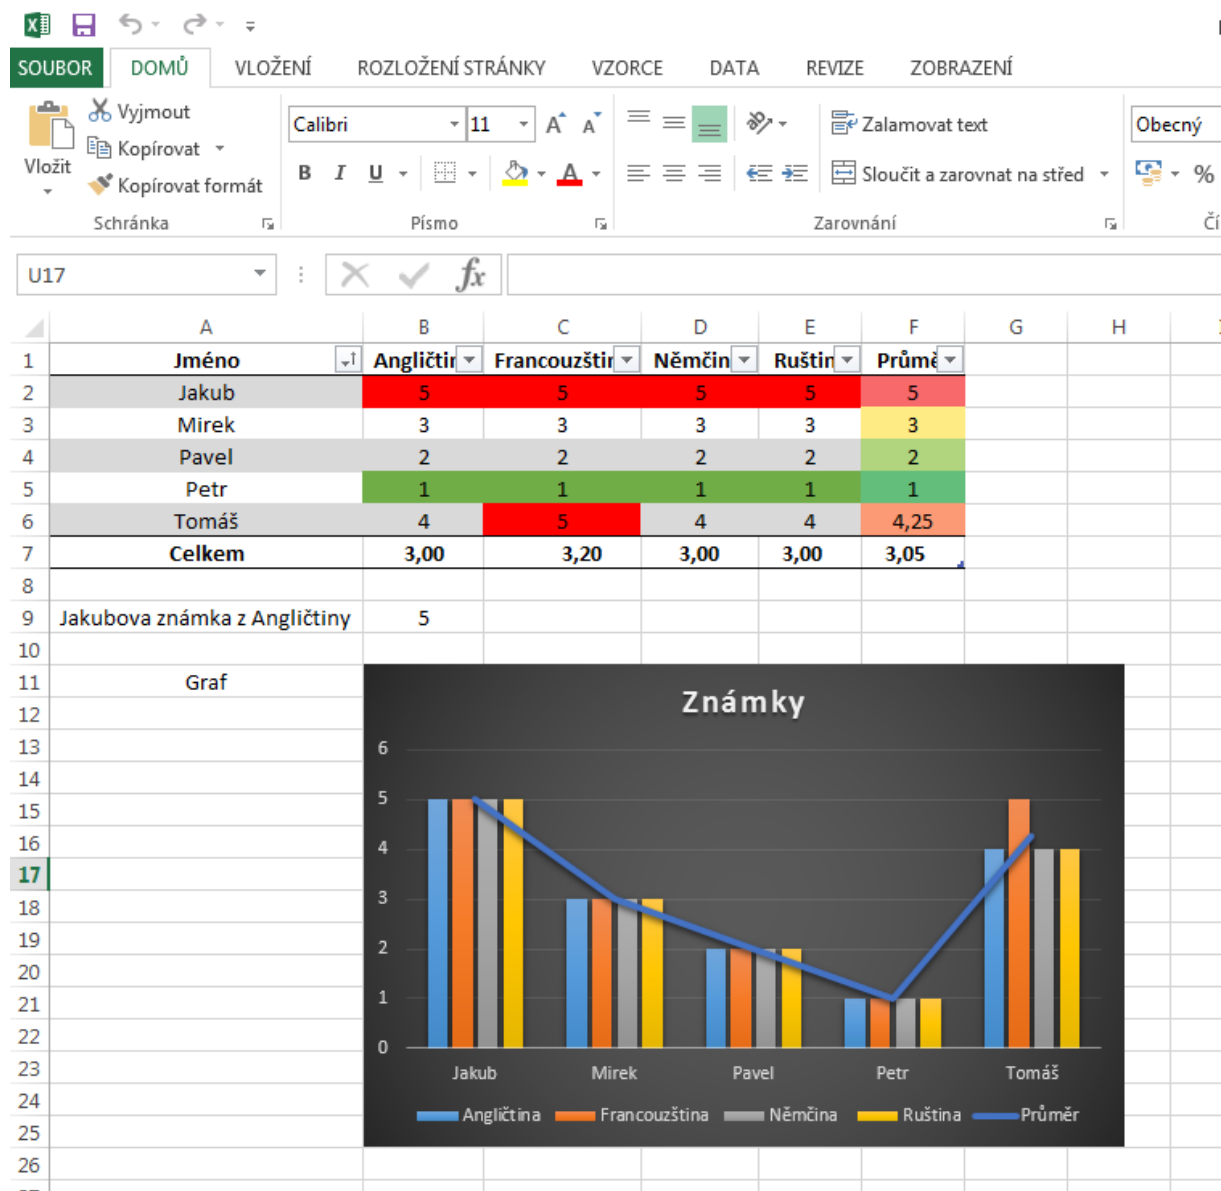 SOUBOR DOMŮ VLOŽENÍ ROZLOŽENÍ STRÁNKY VZORCE DATA REVIZE ZOBRAZENÍ
Vložit
Vyjmout
Kopírovat
Kopírovat formát
Schránka
Calibri 11
B I U
Písmo
Zalamovat text
Sloučit a zarovnat na střed
Zarovnání
Obecný
%
Čí
U17
fx
A B C D E F G H
1 Jméno Angličtin Francouzštin Němčin Ruštin Průmě
2 Jakub 5 5 5 5 5
3 Mirek 3 3 3 3 3
4 Pavel 2 2 2 2 2
5 Petr 1 1 1 1 1
6 Tomáš 4 5 4 4 4,25
7 Celkem 3,00 3,20 3,00 3,00 3,05
8
9 Jakubova známka z Angličtiny 5
10
11 Graf
12
13
14
15
16
17
18
19
20
21
22
23
24
25
26
Známky
6
5
4
3
2
1
0
Jakub Mirek Pavel Petr Tomáš
Angličtina Francouzština Němčina Ruština Průměr